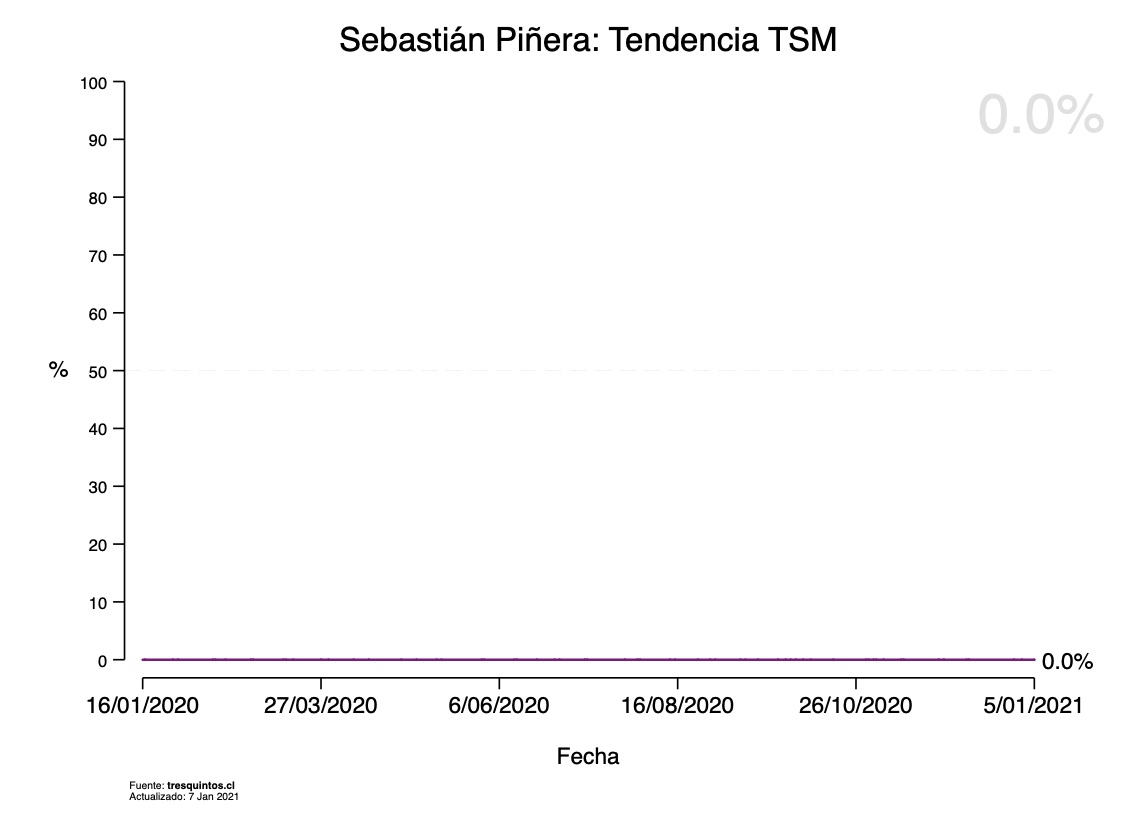 Sebastián Piñera: Tendencia TSM
0.0%
100
90
80
70
60
% 50
40
30
20
10
0
0.0%
16/01/2020 27/03/2020 6/06/2020 16/08/2020 26/10/2020 5/01/2021
Fecha
Fuente: tresquintos.cl
Actualizado: 7 Jan 2021